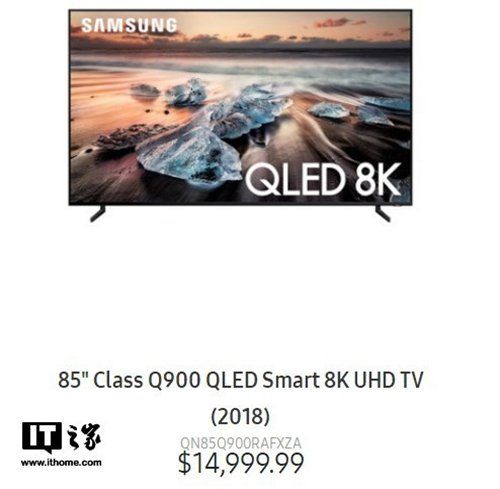 SAMSUNG
QLED 8K
85" Class Q900 QLED Smart 8K UHD TV
(2018)
QN85Q900RAFXZA
$14,999.99
IT之家
www.ithome.com